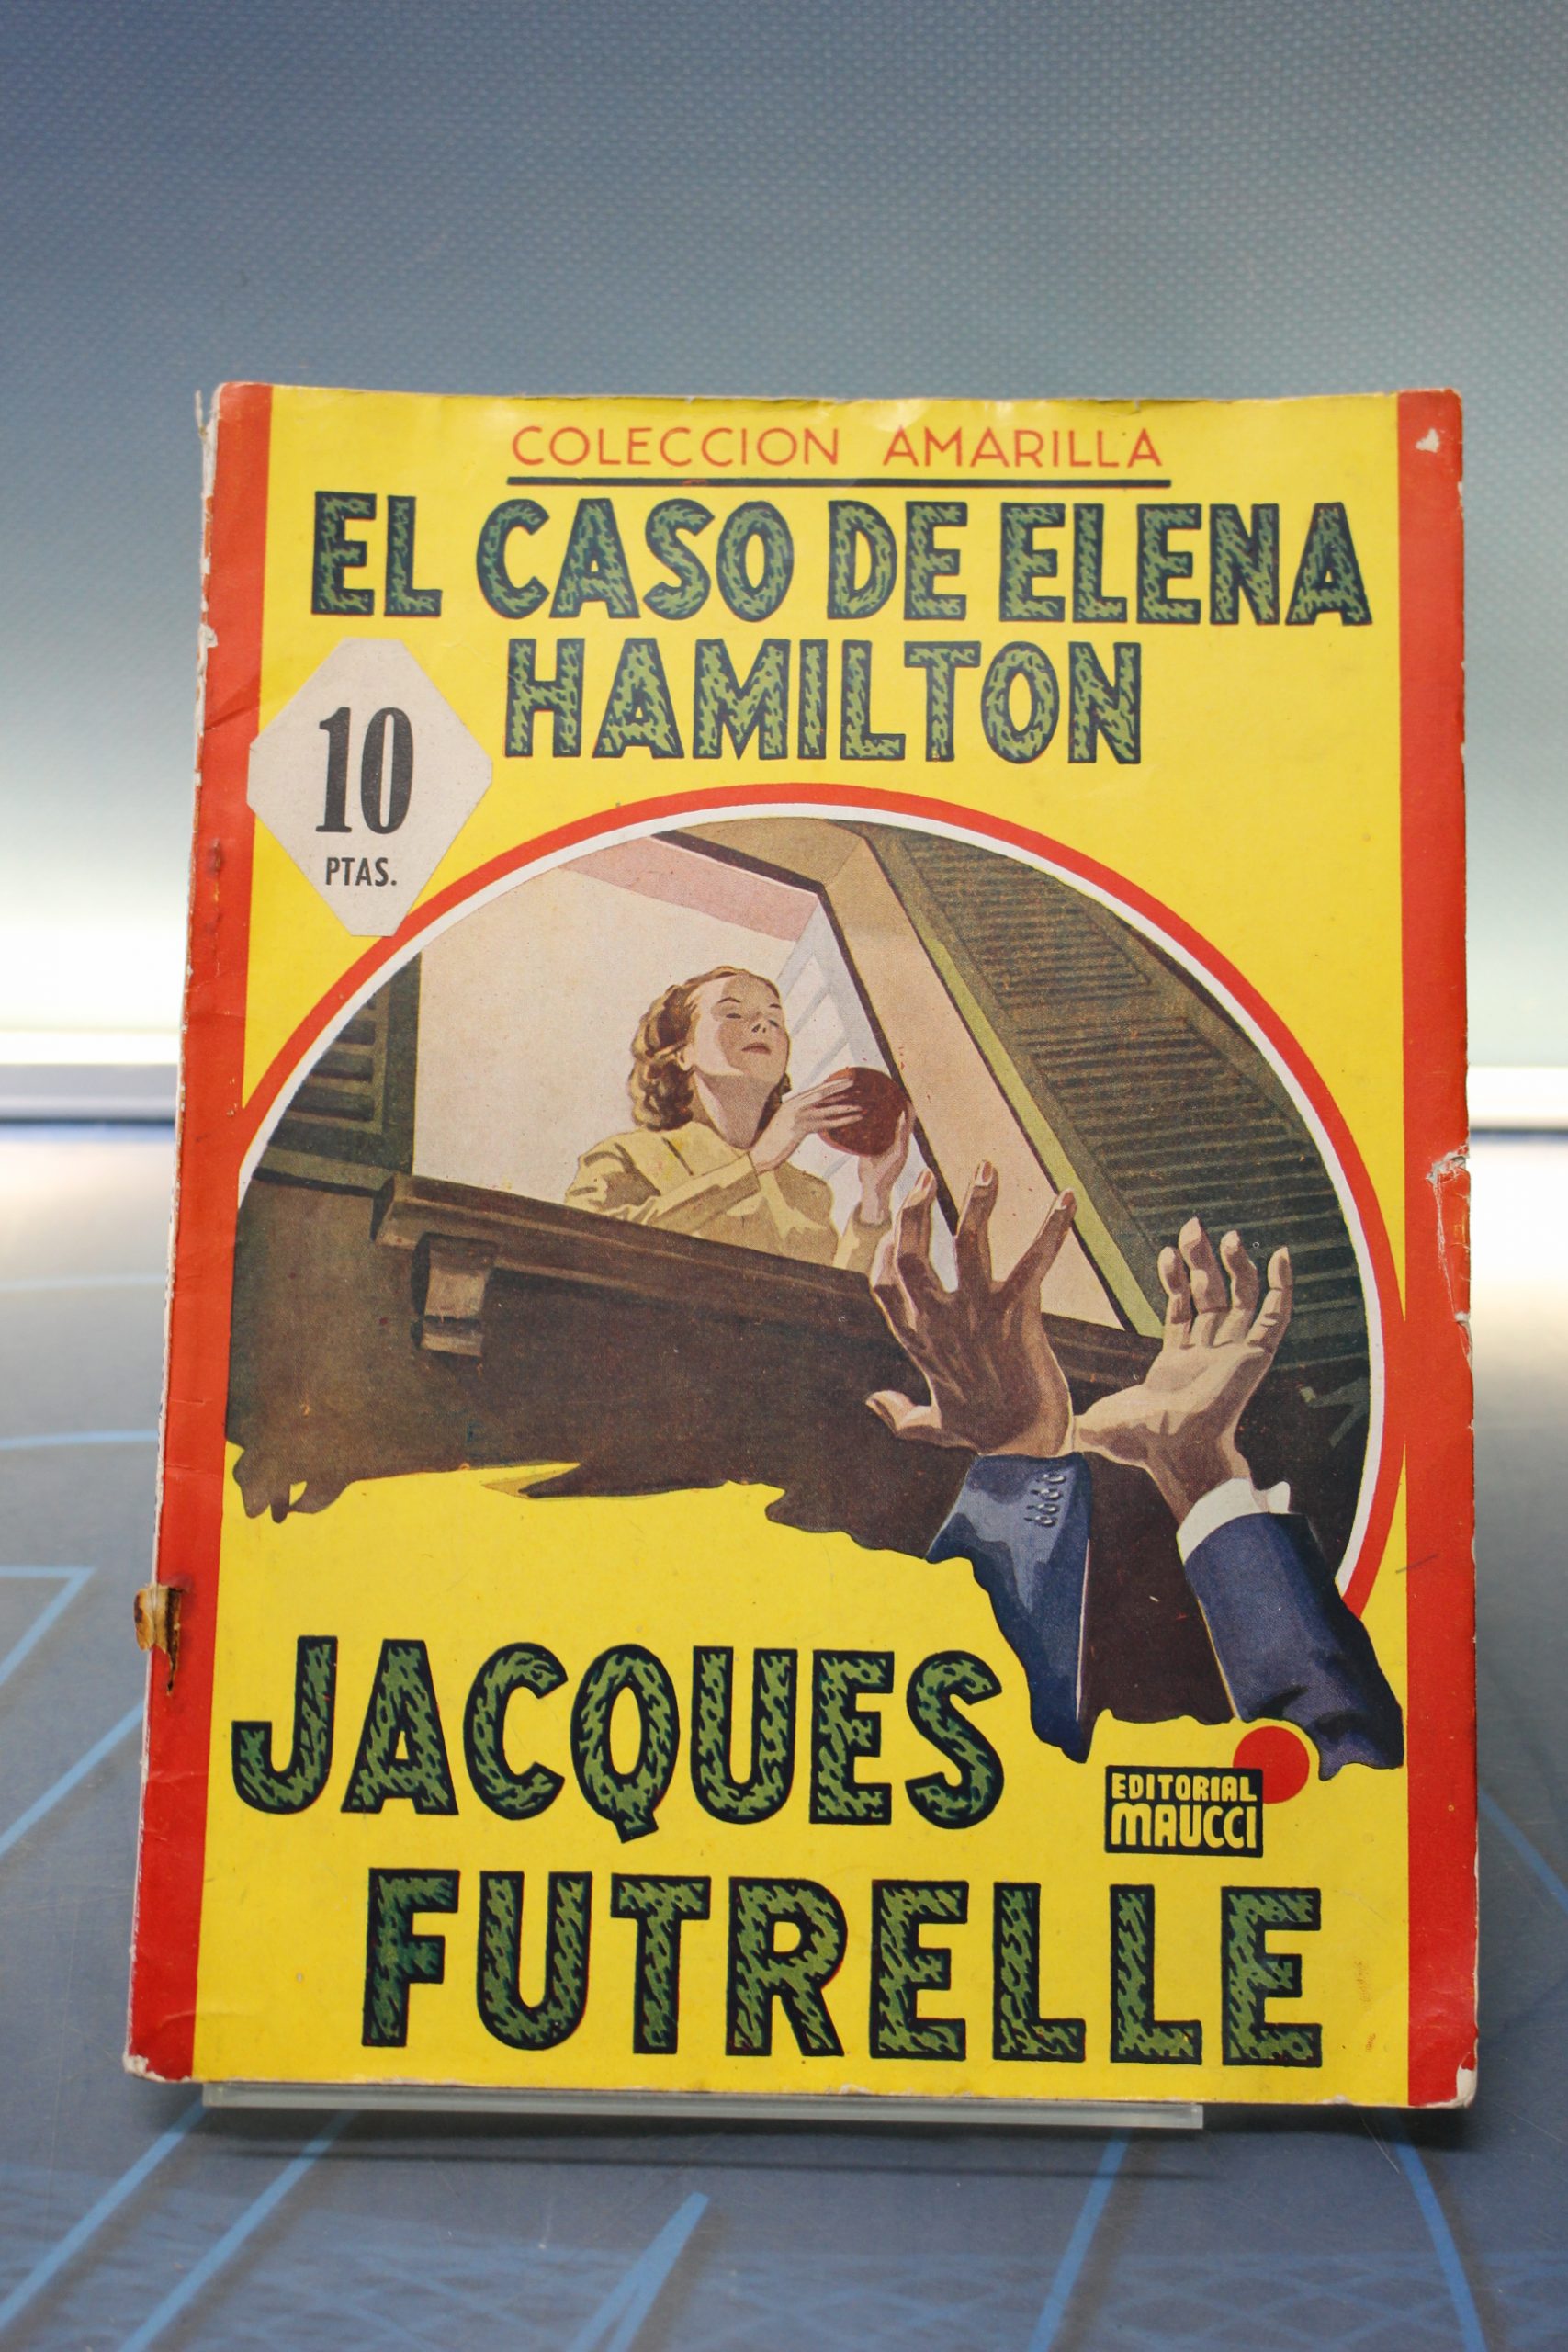 COLECCION AMARILLA
EL CASO DE ELENA
HAMILTON
10
PTAS.
JACQUES
EDITORIAL
MAUCCI
FUTRELLE